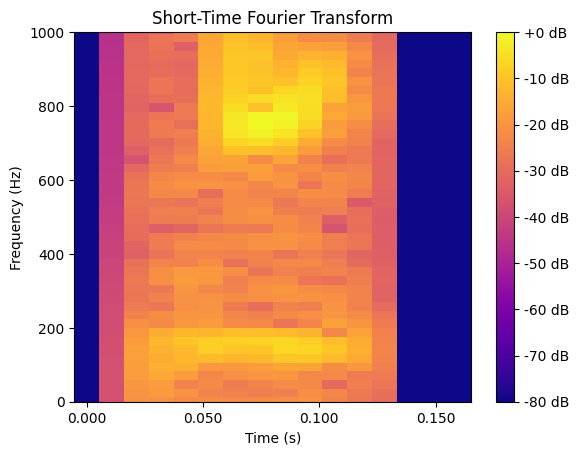 Short-Time Fourier Transform
1000
800
600
400
200
0
Frequency (Hz)
0.000
0.050
0.100
0.150
Time (s)
+0 dB
-10 dB
-20 dB
-30 dB
-40 dB
-50 dB
-60 dB
-70 dB
-80 dB